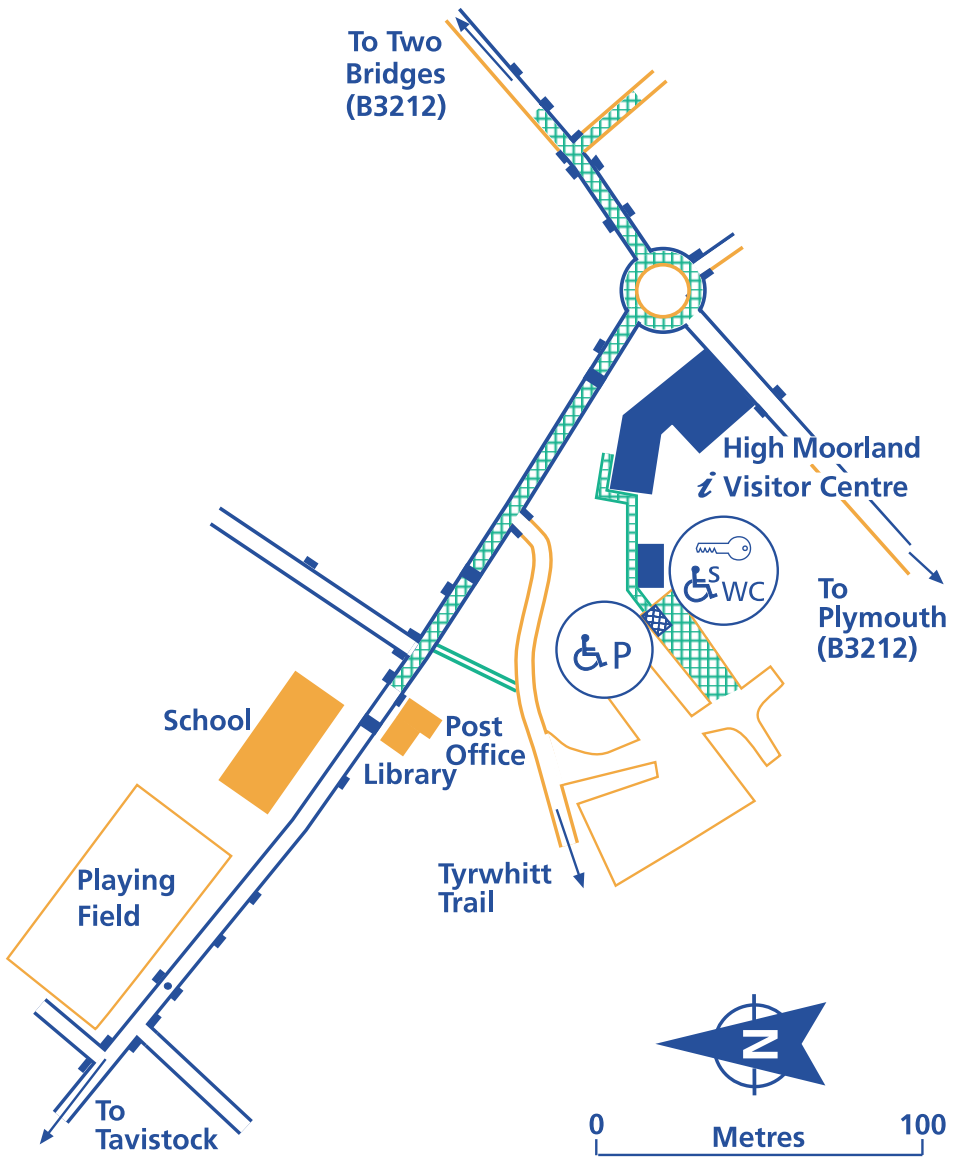 To Two
Bridges
(B3212)
High Moorland
i Visitor Centre
S
WC
P
To
Plymouth
(B3212)
School
Post
Office
Library
Playing
Field
Tyrwhitt
Trail
N
To
Tavistock
0 100
Metres